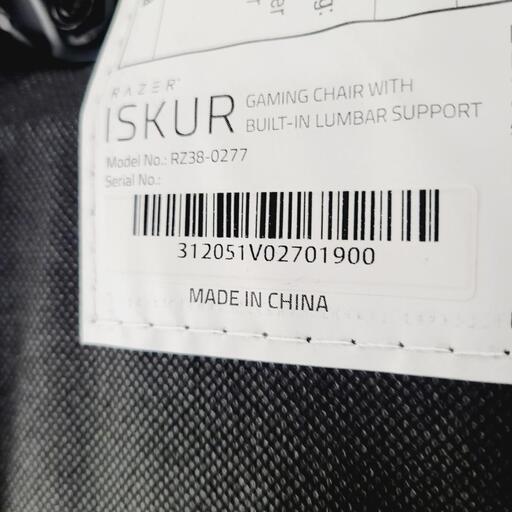 RAZER
ISKUR
GAMING CHAIR WITH
BUILT-IN LUMBAR SUPPORT
Model No.: RZ38-0277
Serial No.:
312051V02701900
MADE IN CHINA